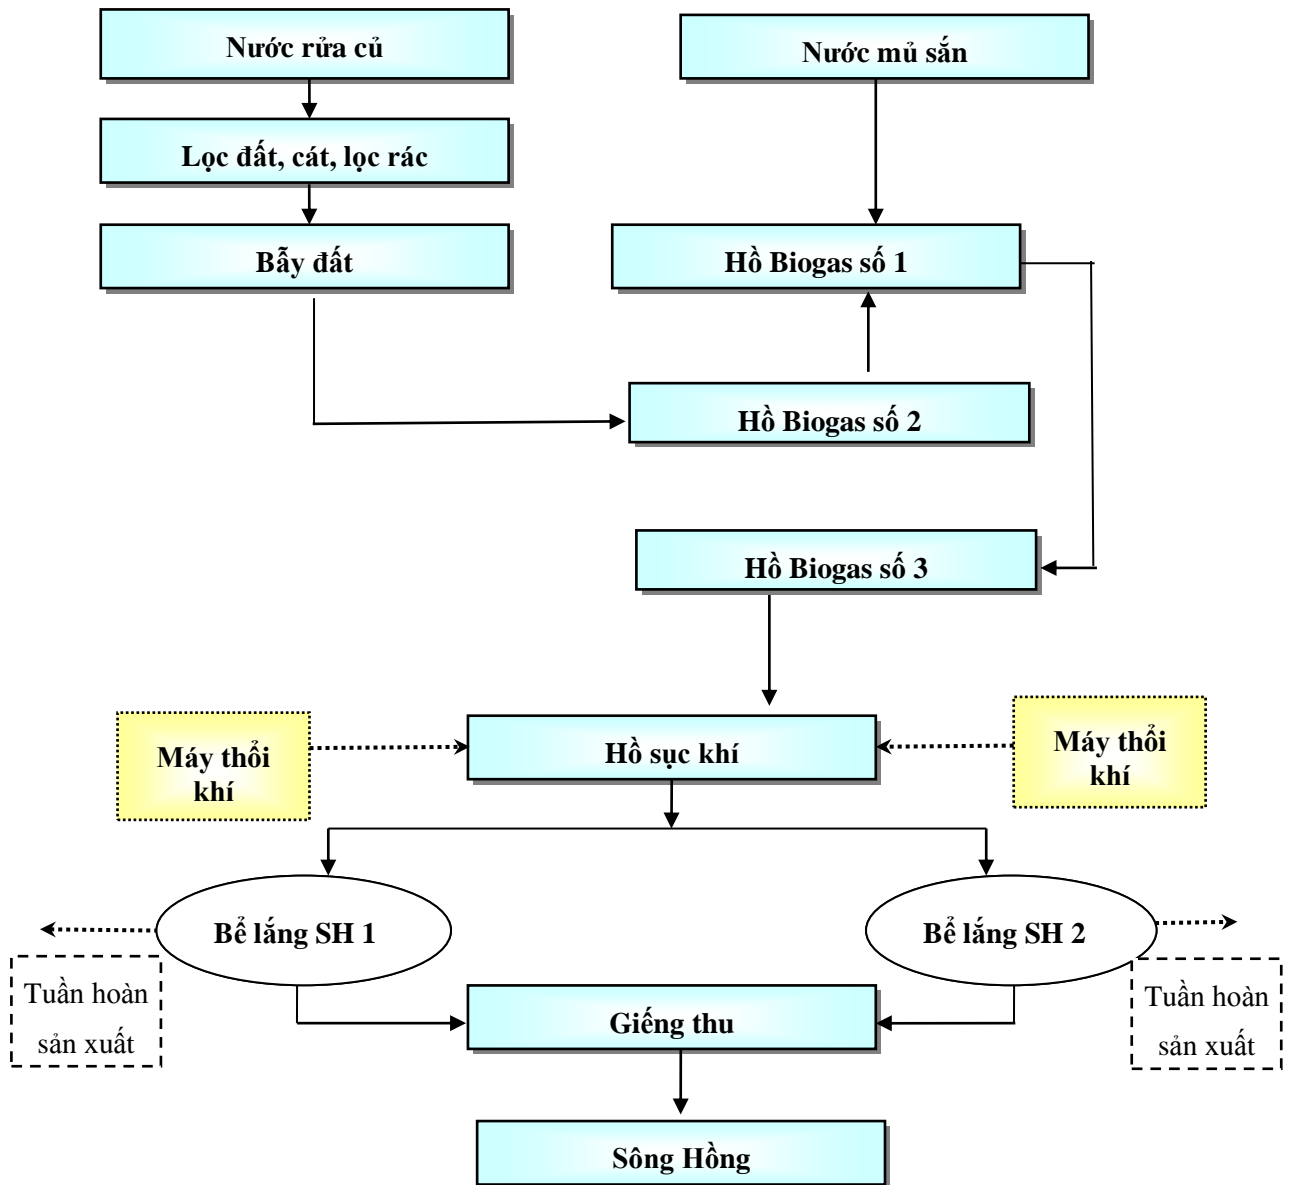 Nước rửa củ
Nước mủ sắn
Lọc đất, cát, lọc rác
Bẫy đất
Hồ Biogas số 1
Hồ Biogas số 2
Hồ Biogas số 3
Máy thổi
khí
Hồ sục khí
Máy thổi
khí
Bể lắng SH 1
Bể lắng SH 2
Tuần hoàn
sản xuất
Giếng thu
Tuần hoàn
sản xuất
Sông Hồng